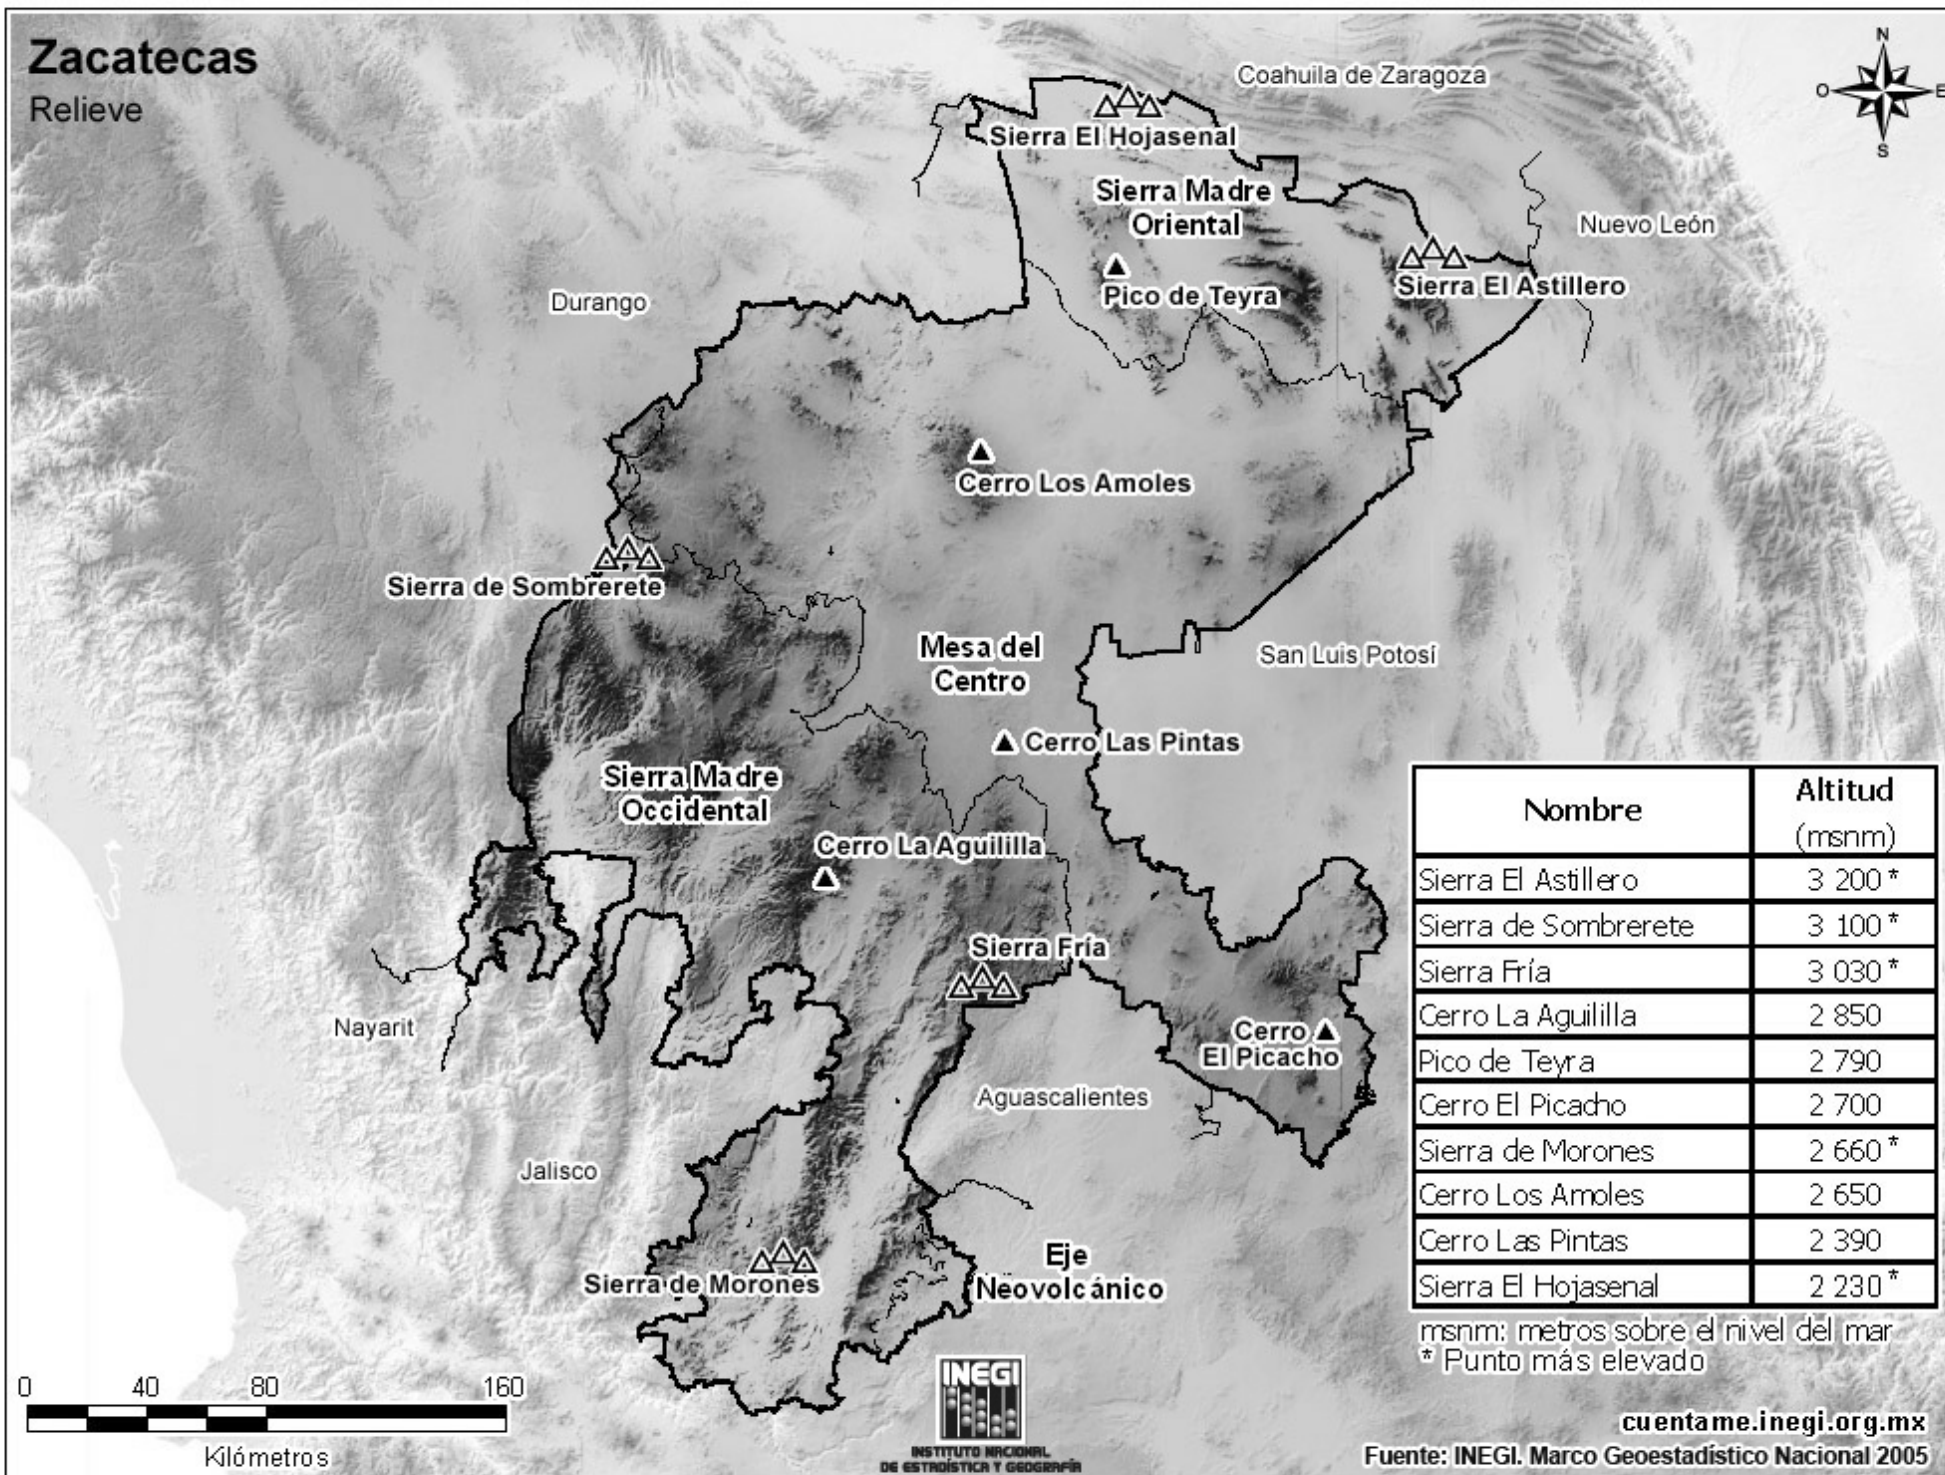 Zacatecas
Relieve
N
O
E
S
Coahuila de Zaragoza
Sierra El Hojasenal
Sierra Madre
Oriental
Nuevo León
Pico de Teyra
Sierra El Astillero
Durango
Cerro Los Amoles
Sierra de Sombrerete
Mesa del
Centro
San Luis Potosí
Cerro Las Pintas
Sierra Madre
Occidental
Cerro La Aguililla
Sierra Fría
Nayarit
Cerro
El Picacho
Aguascalientes
Jalisco
Sierra de Morones
Eje
Neovolcánico
Nombre Altitud
(msnm)
Sierra El Astillero 3 200 *
Sierra de Sombrerete 3 100 *
Sierra Fría 3 030 *
Cerro La Aguililla 2 850
Pico de Teyra 2 790
Cerro El Picacho 2 700
Sierra de Morones 2 660 *
Cerro Los Amoles 2 650
Cerro Las Pintas 2 390
Sierra El Hojasenal 2 230 *
msnm: metros sobre el nivel del mar
* Punto más elevado
0 40 80 160
Kilómetros
INEGI
INSTITUTO NACIONAL
DE ESTADÍSTICA Y GEOGRAFÍA
cuentame.inegi.org.mx
Fuente: INEGI. Marco Geoestadístico Nacional 2005